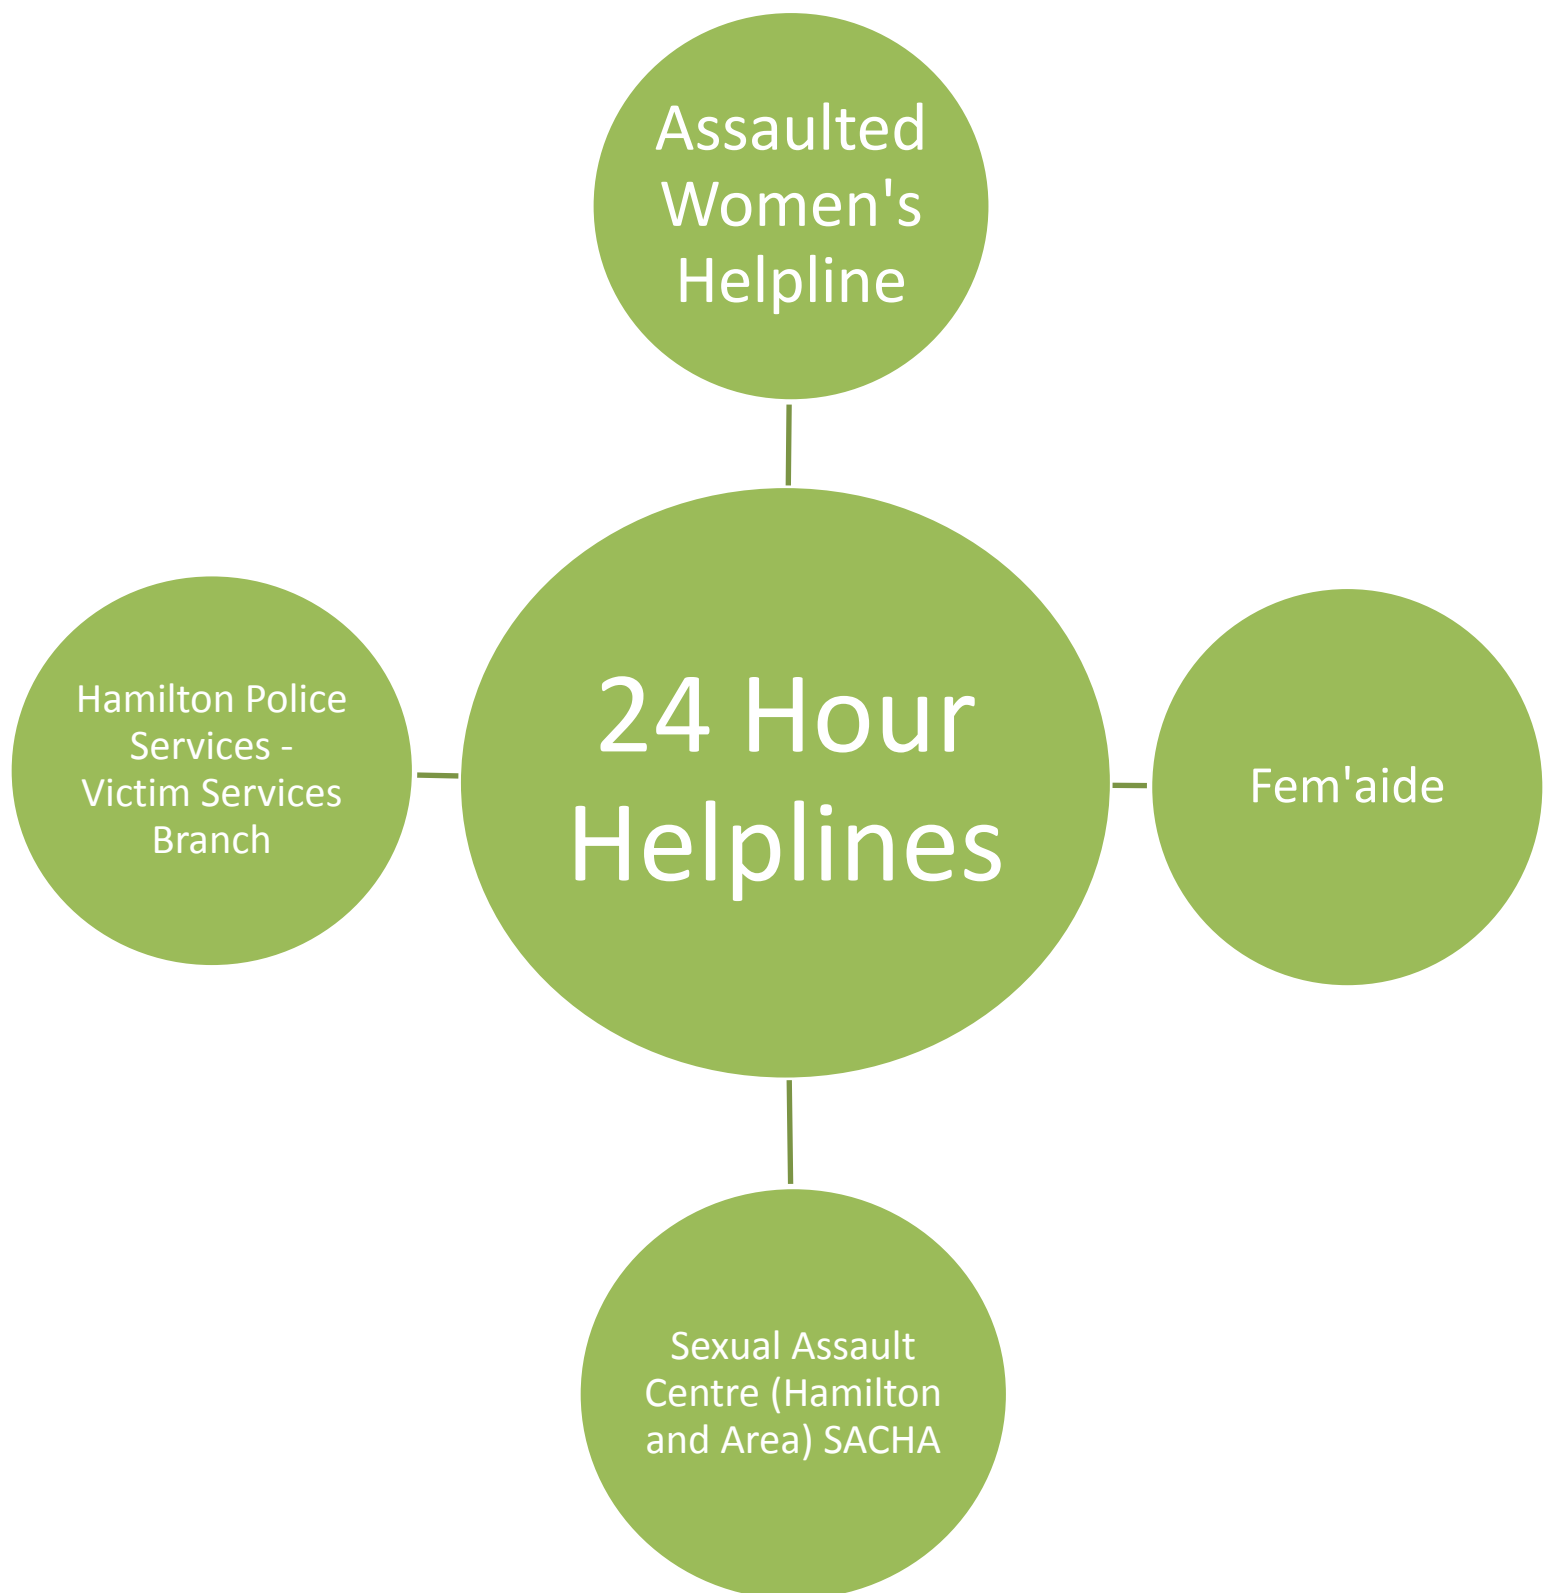 Assaulted
Women's
Helpline
Hamilton Police
Services -
Victim Services
Branch
24 Hour
Helplines
Fem'aide
Sexual Assault
Centre (Hamilton
and Area) SACHA